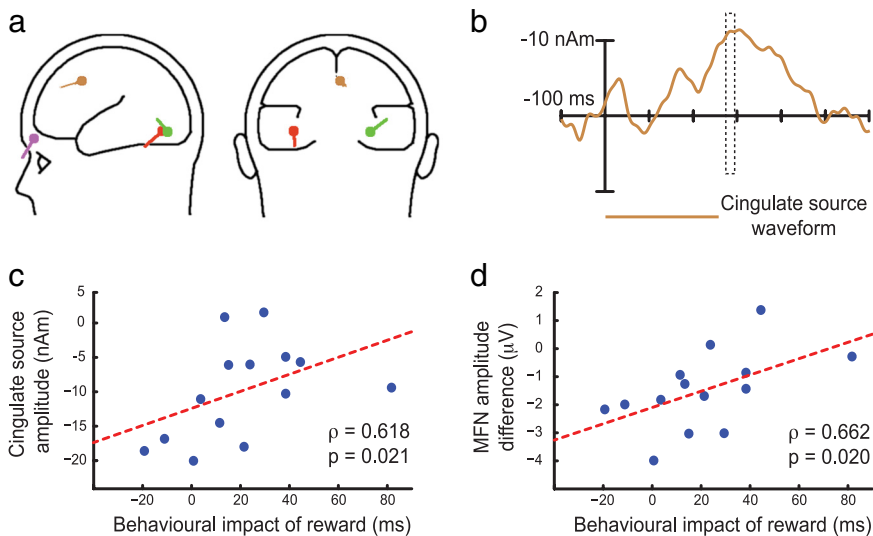 a
b
-10 nAm
-100 ms
Cingulate source
waveform
c
Cingulate source
amplitude (nAm)
5
0
−5
−10
−15
−20
−20
0
20
40
60
80
ρ = 0.618
p = 0.021
Behavioural impact of reward (ms)
d
MFN amplitude
difference (μV)
2
1
0
−1
−2
−3
−4
−5
−20
0
20
40
60
80
ρ = 0.662
p = 0.020
Behavioural impact of reward (ms)